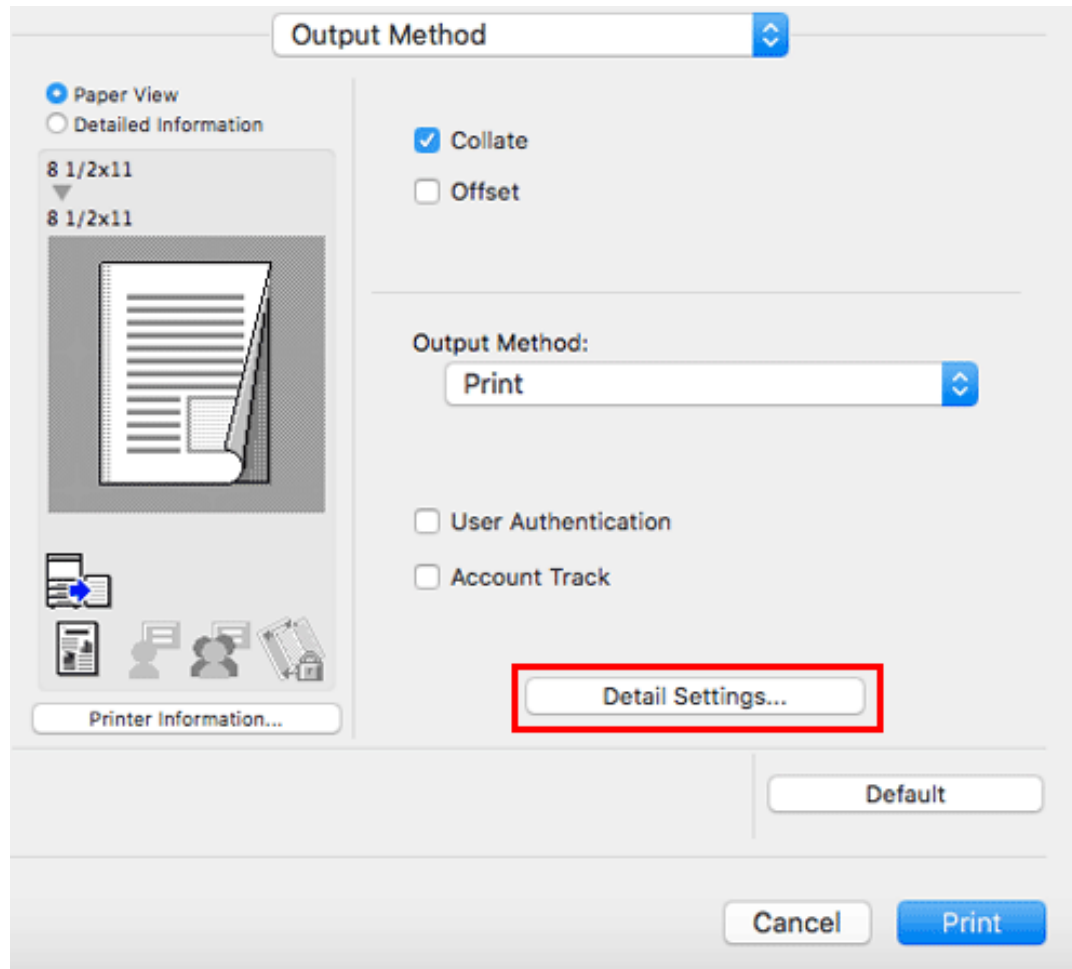 Output Method
Paper View
Detailed Information
8 1/2x11
8 1/2x11
Printer Information...
Collate
Offset
Output Method:
Print
User Authentication
Account Track
Detail Settings...
Default
Cancel
Print